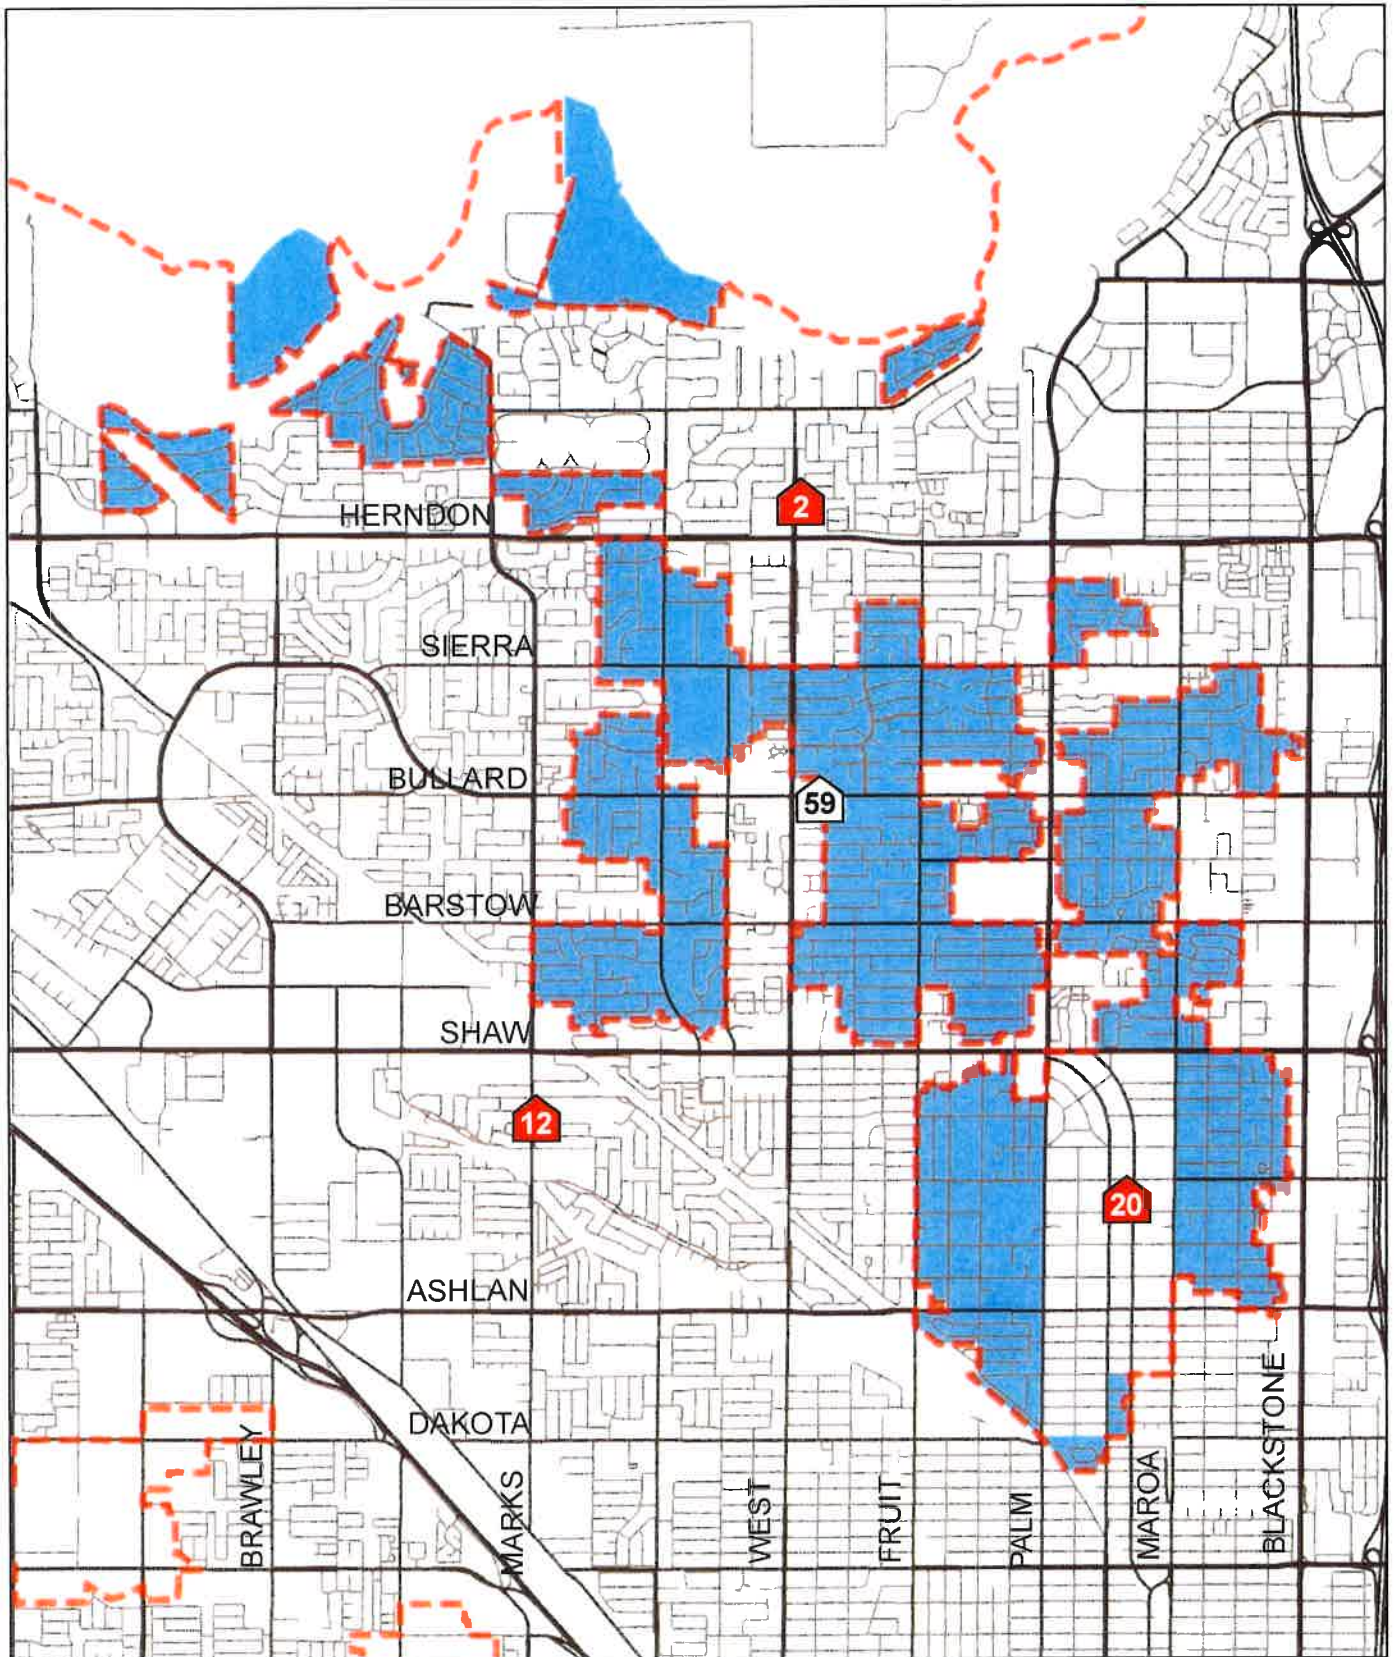 HERNDON
2
SIERRA
BULLARD
59
BARSTOW
SHAW
12
20
ASHLAN
DAKOTA
BRAWLEY
MARKS
WEST
FRUIT
PALM
MAROA
BLACKSTONE